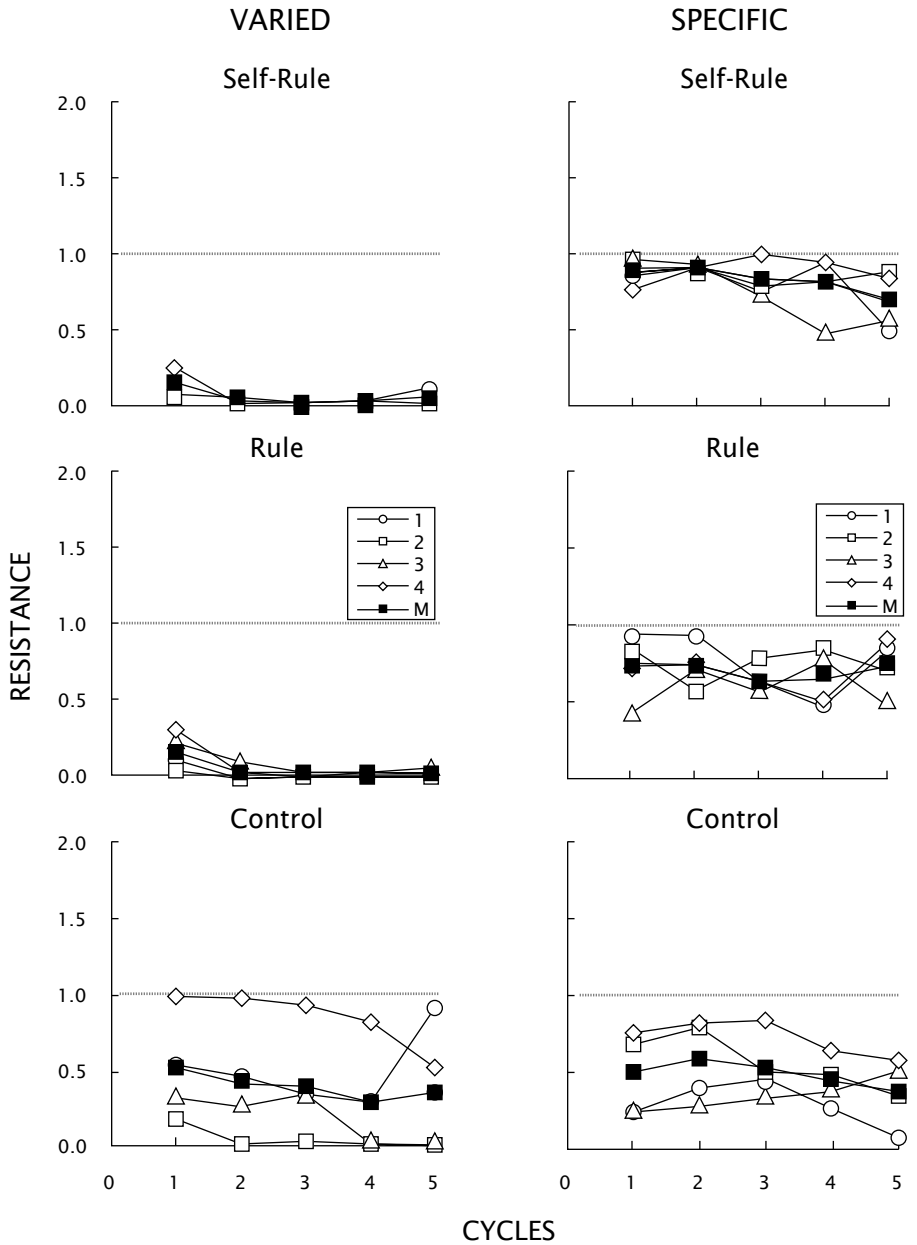 VARIED SPECIFIC
Self-Rule Self-Rule
2.0
1.5
1.0
0.5
0.0
Rule Rule
2.0
1.5
1.0
0.5
0.0
1
2
3
4
M
1
2
3
4
M
RESISTANCE
Control Control
2.0
1.5
1.0
0.5
0.0
0 1 2 3 4 5 0 1 2 3 4 5
CYCLES